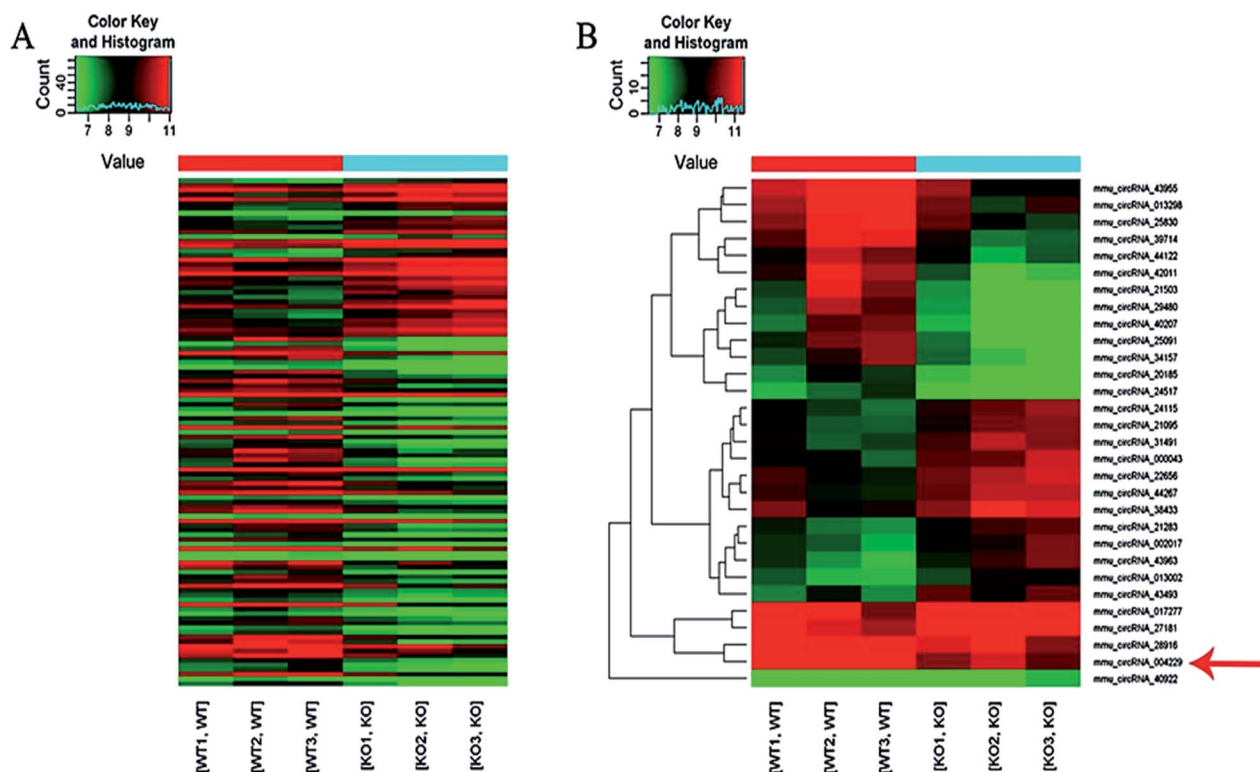 A
Color Key
and Histogram
Count
0 40
7 8 9 11
Value
[WT1, WT]
[WT2, WT]
[WT3, WT]
[KO1, KO]
[KO2, KO]
[KO3, KO]
B
Color Key
and Histogram
Count
0 10
7 8 9 11
Value
mmu_circRNA_43955
mmu_circRNA_013298
mmu_circRNA_25830
mmu_circRNA_39714
mmu_circRNA_44122
mmu_circRNA_42011
mmu_circRNA_21503
mmu_circRNA_29480
mmu_circRNA_40207
mmu_circRNA_25091
mmu_circRNA_34157
mmu_circRNA_20185
mmu_circRNA_24517
mmu_circRNA_24115
mmu_circRNA_21095
mmu_circRNA_31491
mmu_circRNA_000043
mmu_circRNA_22656
mmu_circRNA_44267
mmu_circRNA_38433
mmu_circRNA_21283
mmu_circRNA_002017
mmu_circRNA_43963
mmu_circRNA_013002
mmu_circRNA_43493
mmu_circRNA_017277
mmu_circRNA_27181
mmu_circRNA_28916
mmu_circRNA_004229
mmu_circRNA_40922
[WT1, WT]
[WT2, WT]
[WT3, WT]
[KO1, KO]
[KO2, KO]
[KO3, KO]